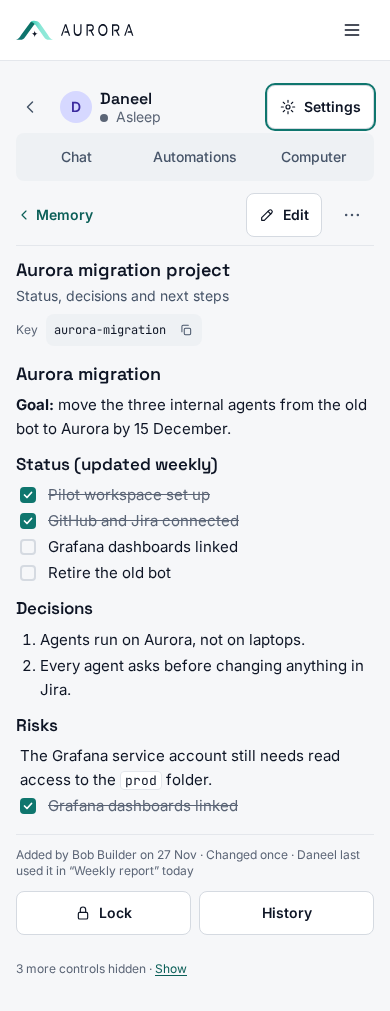 AURORA
D
Daneel
Asleep
Settings
Chat
Automations
Computer
Memory
Edit
Aurora migration project
Status, decisions and next steps
Key
aurora-migration
Aurora migration
Goal: move the three internal agents from the old
bot to Aurora by 15 December.
Status (updated weekly)
Pilot workspace set up
GitHub and Jira connected
Grafana dashboards linked
Retire the old bot
Decisions
1. Agents run on Aurora, not on laptops.
2. Every agent asks before changing anything in
Jira.
Risks
The Grafana service account still needs read
access to the prod folder.
Grafana dashboards linked
Added by Bob Builder on 27 Nov · Changed once · Daneel last
used it in “Weekly report” today
Lock
History
3 more controls hidden · Show